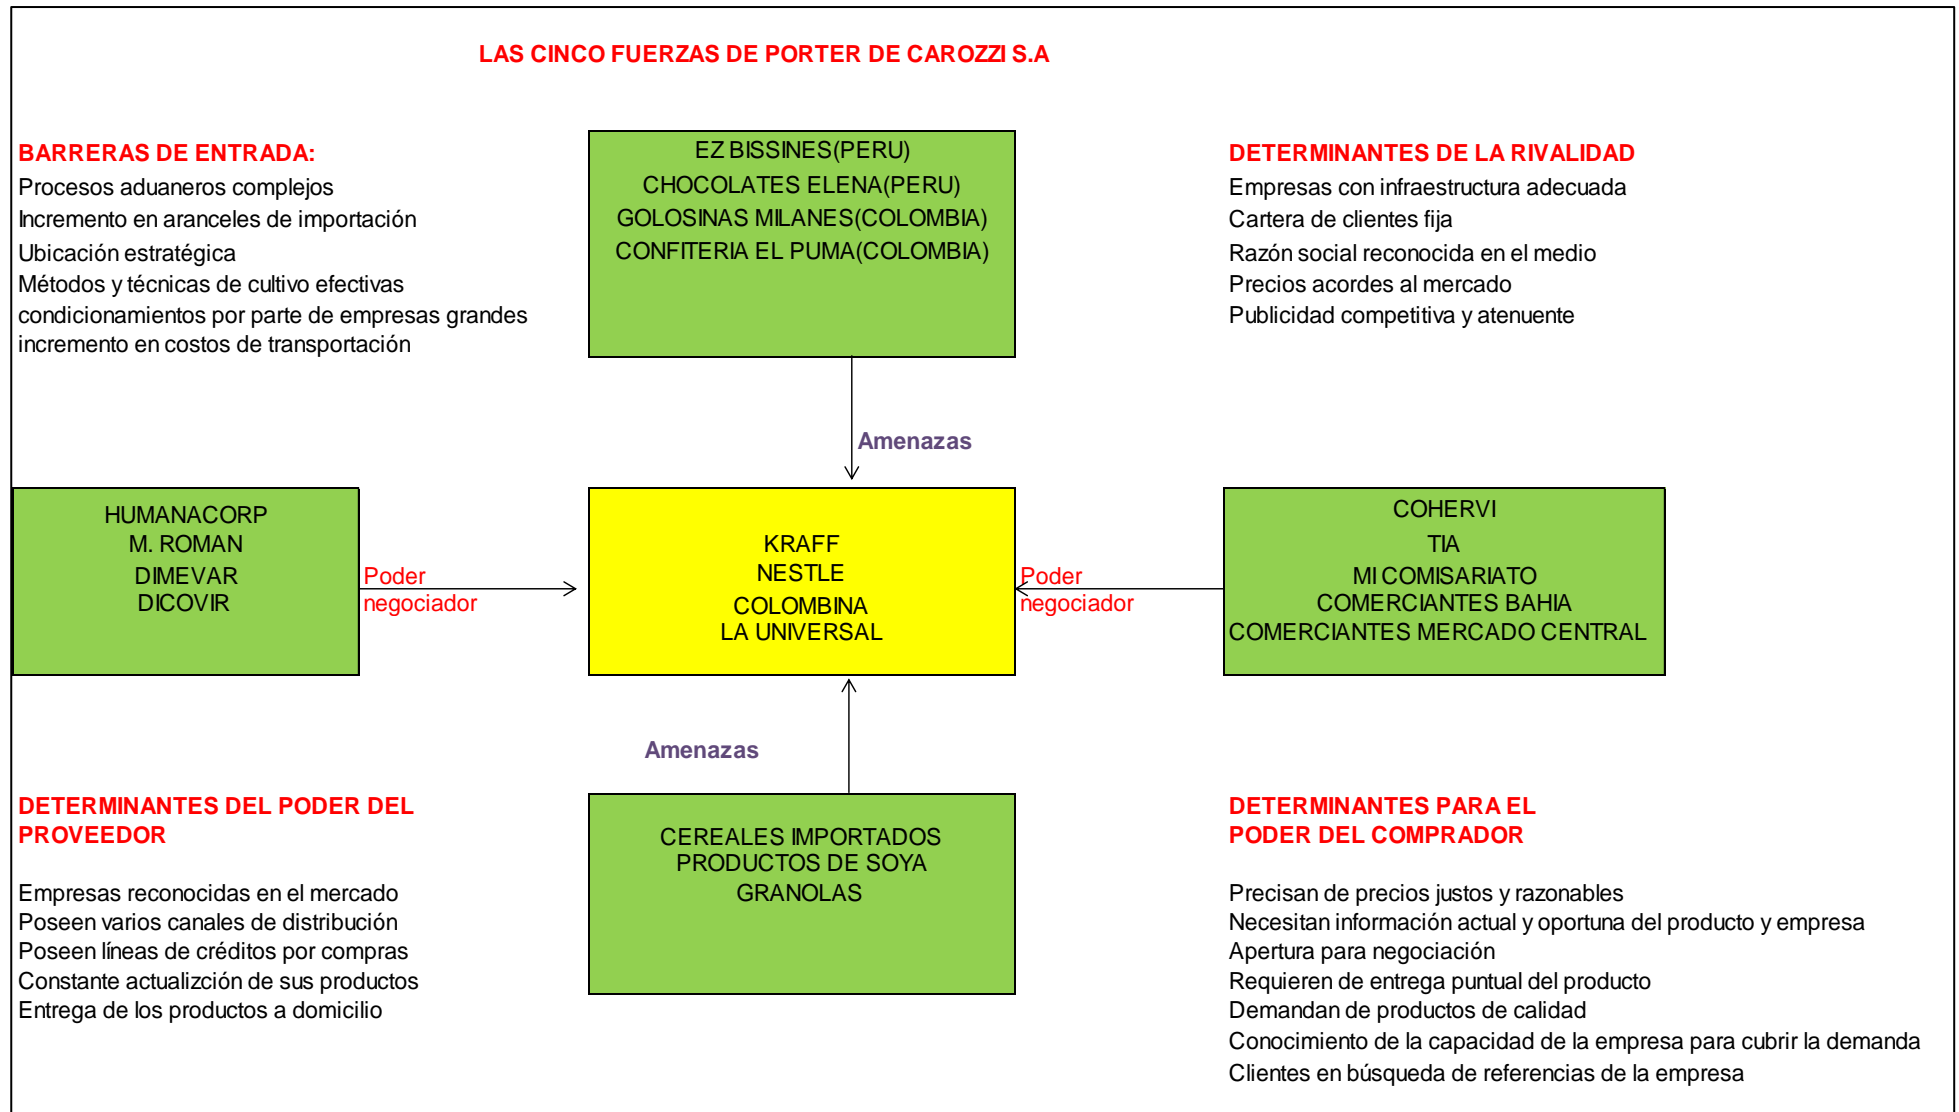 LAS CINCO FUERZAS DE PORTER DE CAROZZI S.A
BARRERAS DE ENTRADA:
Procesos aduaneros complejos
Incremento en aranceles de importación
Ubicación estratégica
Métodos y técnicas de cultivo efectivas
condicionamientos por parte de empresas grandes
incremento en costos de transportación
EZ BISSINES(PERU)
CHOCOLATES ELENA(PERU)
GOLOSINAS MILANES(COLOMBIA)
CONFITERIA EL PUMA(COLOMBIA)
DETERMINANTES DE LA RIVALIDAD
Empresas con infraestructura adecuada
Cartera de clientes fija
Razón social reconocida en el medio
Precios acordes al mercado
Publicidad competitiva y atenuente
Amenazas
HUMANACORP
M. ROMAN
DIMEVAR
DICOVIR
Poder
negociador
KRAFF
NESTLE
COLOMBINA
LA UNIVERSAL
Poder
negociador
COHERVI
TIA
MI COMISARIATO
COMERCIANTES BAHIA
COMERCIANTES MERCADO CENTRAL
Amenazas
DETERMINANTES DEL PODER DEL
PROVEEDOR
Empresas reconocidas en el mercado
Poseen varios canales de distribución
Poseen líneas de créditos por compras
Constante actualizción de sus productos
Entrega de los productos a domicilio
CEREALES IMPORTADOS
PRODUCTOS DE SOYA
GRANOLAS
DETERMINANTES PARA EL
PODER DEL COMPRADOR
Precisan de precios justos y razonables
Necesitan información actual y oportuna del producto y empresa
Apertura para negociación
Requieren de entrega puntual del producto
Demandan de productos de calidad
Conocimiento de la capacidad de la empresa para cubrir la demanda
Clientes en búsqueda de referencias de la empresa